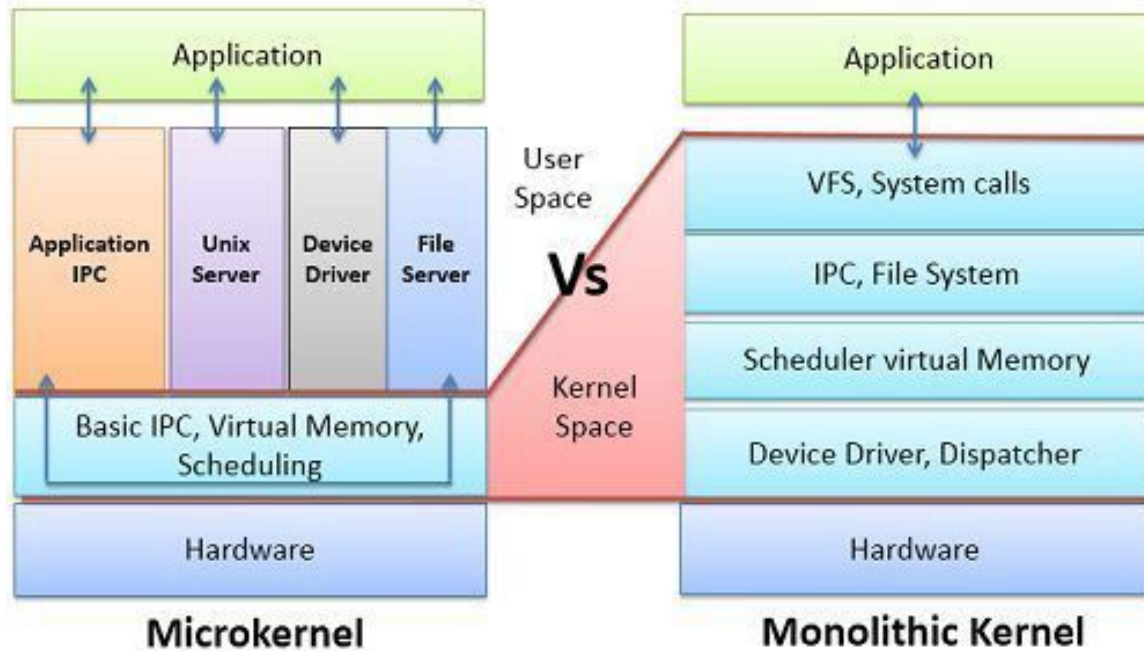 Application
Application
IPC
Unix
Server
Device
Driver
File
Server
Basic IPC, Virtual Memory,
Scheduling
Hardware
Microkernel
User
Space
Vs
Kernel
Space
Application
VFS, System calls
IPC, File System
Scheduler virtual Memory
Device Driver, Dispatcher
Hardware
Monolithic Kernel